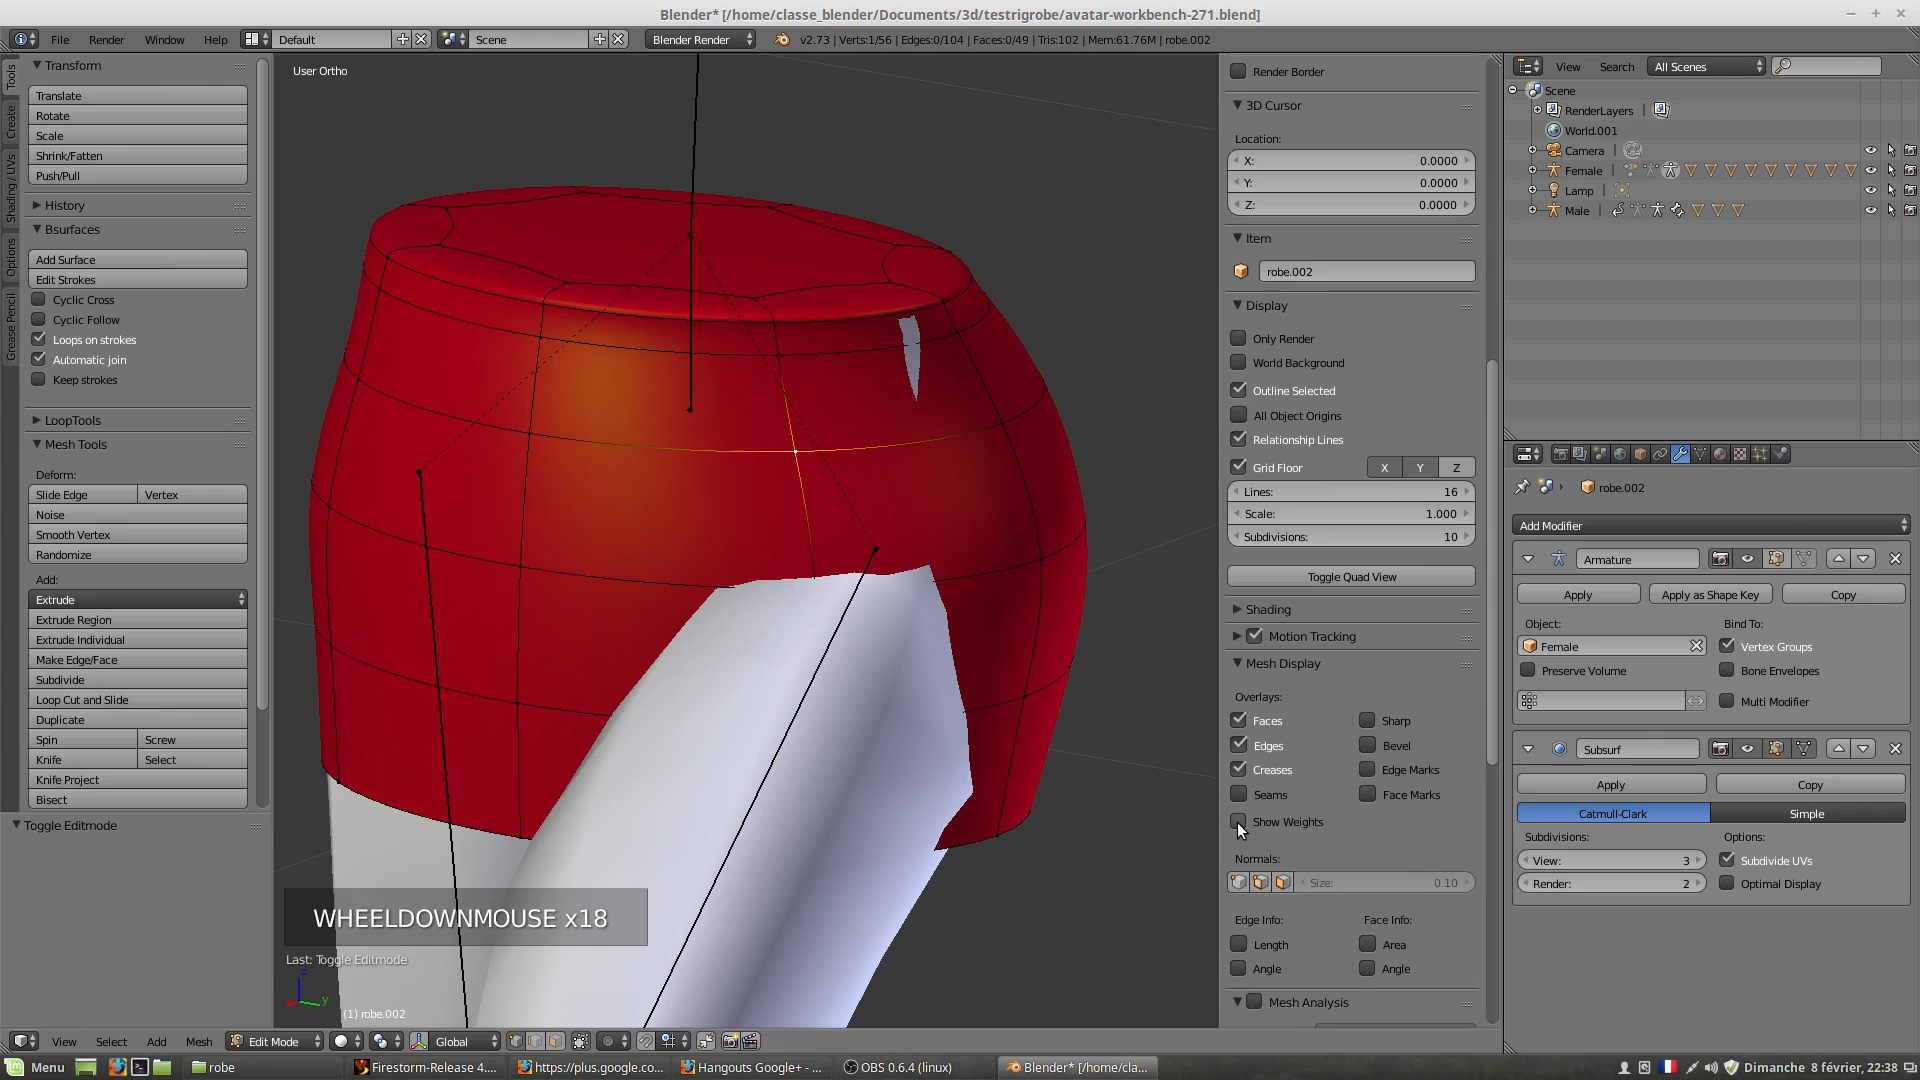 Blender* [/home/classe_blender/Documents/3d/testrigrobe/avatar-workbench-271.blend]
File Render Window Help Default Scene Blender Render v2.73 | Verts:1/56 | Edges:0/104 | Faces:0/49 | Tris:102 | Mem:61.76M | robe.002
Tools
Create
Shading / UVs
Options
Grease Pencil
Transform
Translate
Rotate
Scale
Shrink/Fatten
Push/Pull
History
Bsurfaces
Add Surface
Edit Strokes
Cyclic Cross
Cyclic Follow
Loops on strokes
Automatic join
Keep strokes
LoopTools
Mesh Tools
Deform:
Slide Edge Vertex
Noise
Smooth Vertex
Randomize
Add:
Extrude
Extrude Region
Extrude Individual
Make Edge/Face
Subdivide
Loop Cut and Slide
Duplicate
Spin Screw
Knife Select
Knife Project
Bisect
Toggle Editmode
User Ortho
WHEELDOWNMOUSE x18
Last: Toggle Editmode
z
y
(1) robe.002
View Select Add Mesh Edit Mode Global
Render Border
3D Cursor
Location:
X: 0.0000
Y: 0.0000
Z: 0.0000
Item
robe.002
Display
Only Render
World Background
Outline Selected
All Object Origins
Relationship Lines
Grid Floor X Y Z
Lines: 16
Scale: 1.000
Subdivisions: 10
Toggle Quad View
Shading
Motion Tracking
Mesh Display
Overlays:
Faces Sharp
Edges Bevel
Creases Edge Marks
Seams Face Marks
Show Weights
Normals:
Size: 0.10
Edge Info: Face Info:
Length Area
Angle Angle
Mesh Analysis
View Search All Scenes
Scene
RenderLayers |
World.001
Camera |
Female |
Lamp |
Male |
robe.002
Add Modifier
Armature
Apply Apply as Shape Key Copy
Object: Bind To:
Female Vertex Groups
Preserve Volume Bone Envelopes
Multi Modifier
Subsurf
Apply Copy
Catmull-Clark Simple
Subdivisions: Options:
View: 3 Subdivide UVs
Render: 2 Optimal Display
Menu robe Firestorm-Release 4.... https://plus.google.co... Hangouts Google+ - ... OBS 0.6.4 (linux) Blender* [/home/cla... Dimanche 8 février, 22:38